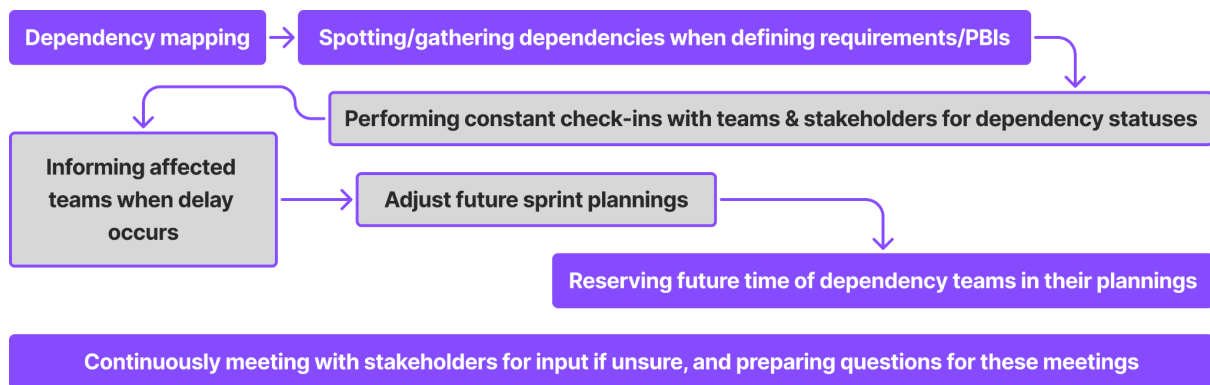 Dependency mapping
Spotting/gathering dependencies when defining requirements/PBIs
Performing constant check-ins with teams & stakeholders for dependency statuses
Informing affected
teams when delay
occurs
Adjust future sprint plannings
Reserving future time of dependency teams in their plannings
Continuously meeting with stakeholders for input if unsure, and preparing questions for these meetings